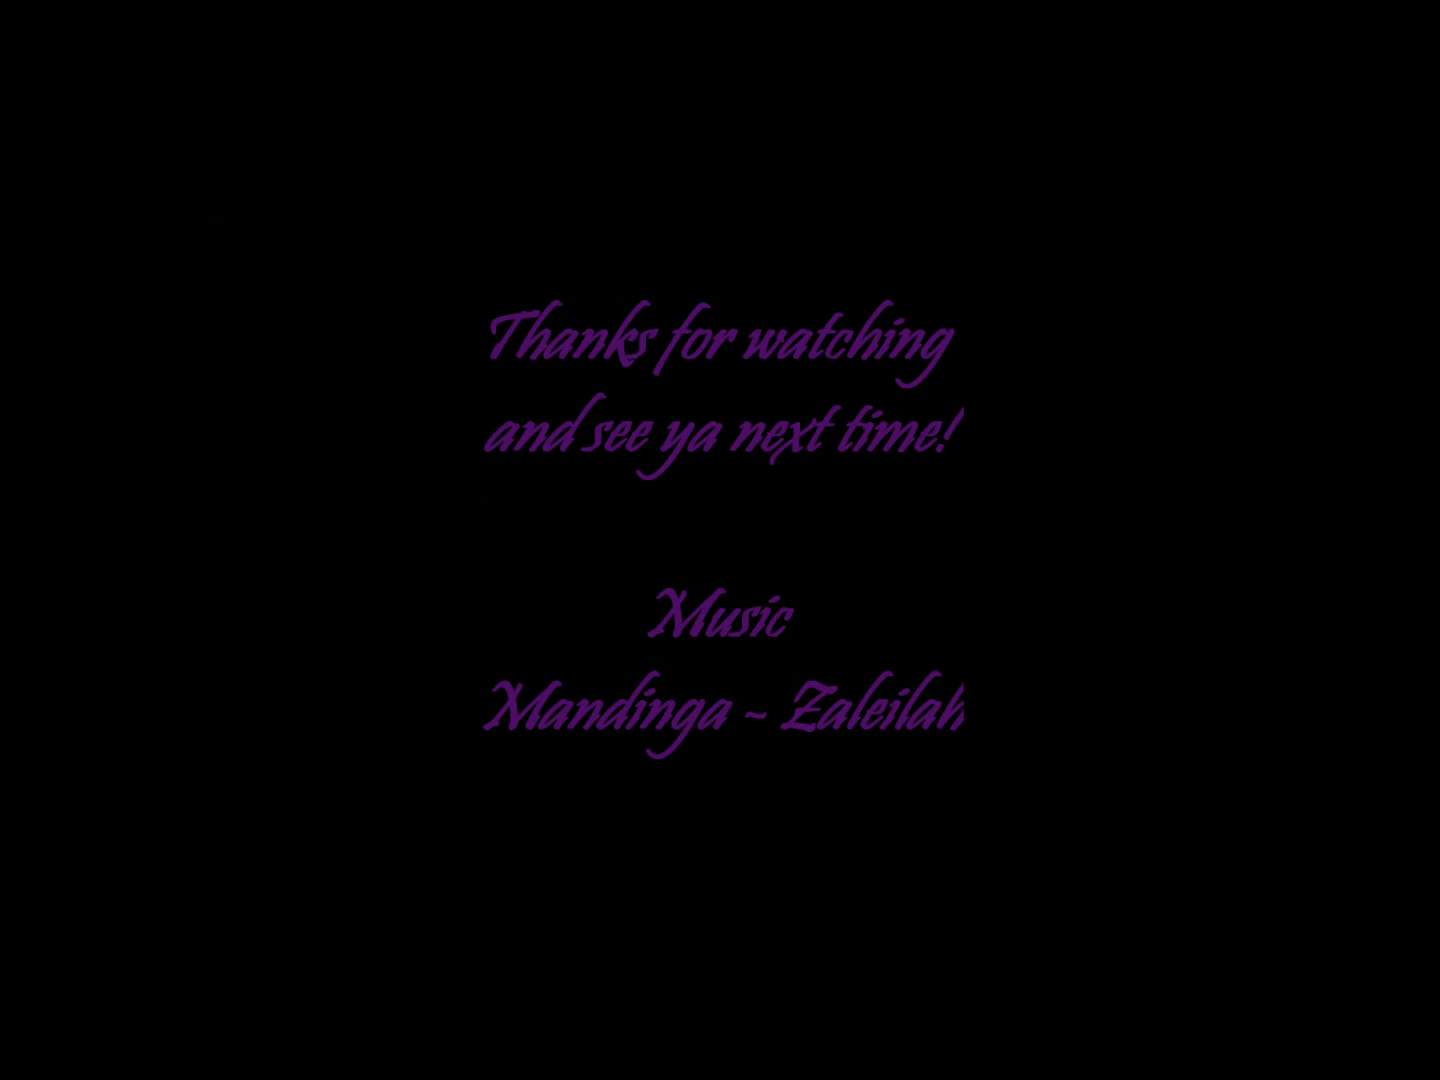 Thanks for watching
and see ya next time!
Music
Mandinga - Zaleilah